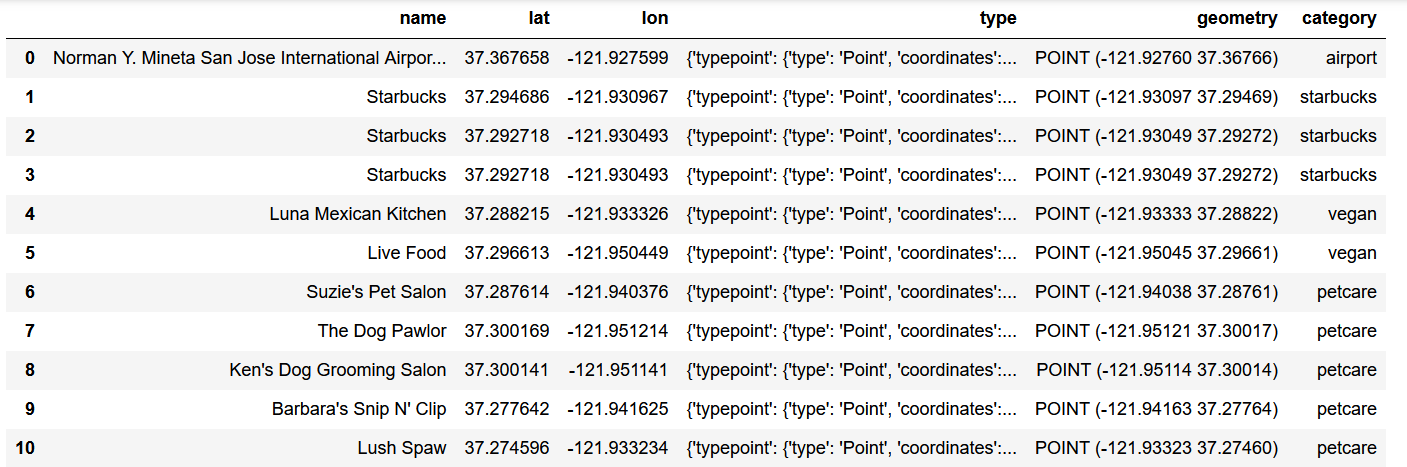 name lat lon type geometry category
0 Norman Y. Mineta San Jose International Airpor... 37.367658 -121.927599 {'typepoint': {'type': 'Point', 'coordinates':... POINT (-121.92760 37.36766) airport
1 Starbucks 37.294686 -121.930967 {'typepoint': {'type': 'Point', 'coordinates':... POINT (-121.93097 37.29469) starbucks
2 Starbucks 37.292718 -121.930493 {'typepoint': {'type': 'Point', 'coordinates':... POINT (-121.93049 37.29272) starbucks
3 Starbucks 37.292718 -121.930493 {'typepoint': {'type': 'Point', 'coordinates':... POINT (-121.93049 37.29272) starbucks
4 Luna Mexican Kitchen 37.288215 -121.933326 {'typepoint': {'type': 'Point', 'coordinates':... POINT (-121.93333 37.28822) vegan
5 Live Food 37.296613 -121.950449 {'typepoint': {'type': 'Point', 'coordinates':... POINT (-121.95045 37.29661) vegan
6 Suzie's Pet Salon 37.287614 -121.940376 {'typepoint': {'type': 'Point', 'coordinates':... POINT (-121.94038 37.28761) petcare
7 The Dog Pawlor 37.300169 -121.951214 {'typepoint': {'type': 'Point', 'coordinates':... POINT (-121.95121 37.30017) petcare
8 Ken's Dog Grooming Salon 37.300141 -121.951141 {'typepoint': {'type': 'Point', 'coordinates':... POINT (-121.95114 37.30014) petcare
9 Barbara's Snip N' Clip 37.277642 -121.941625 {'typepoint': {'type': 'Point', 'coordinates':... POINT (-121.94163 37.27764) petcare
10 Lush Spaw 37.274596 -121.933234 {'typepoint': {'type': 'Point', 'coordinates':... POINT (-121.93323 37.27460) petcare